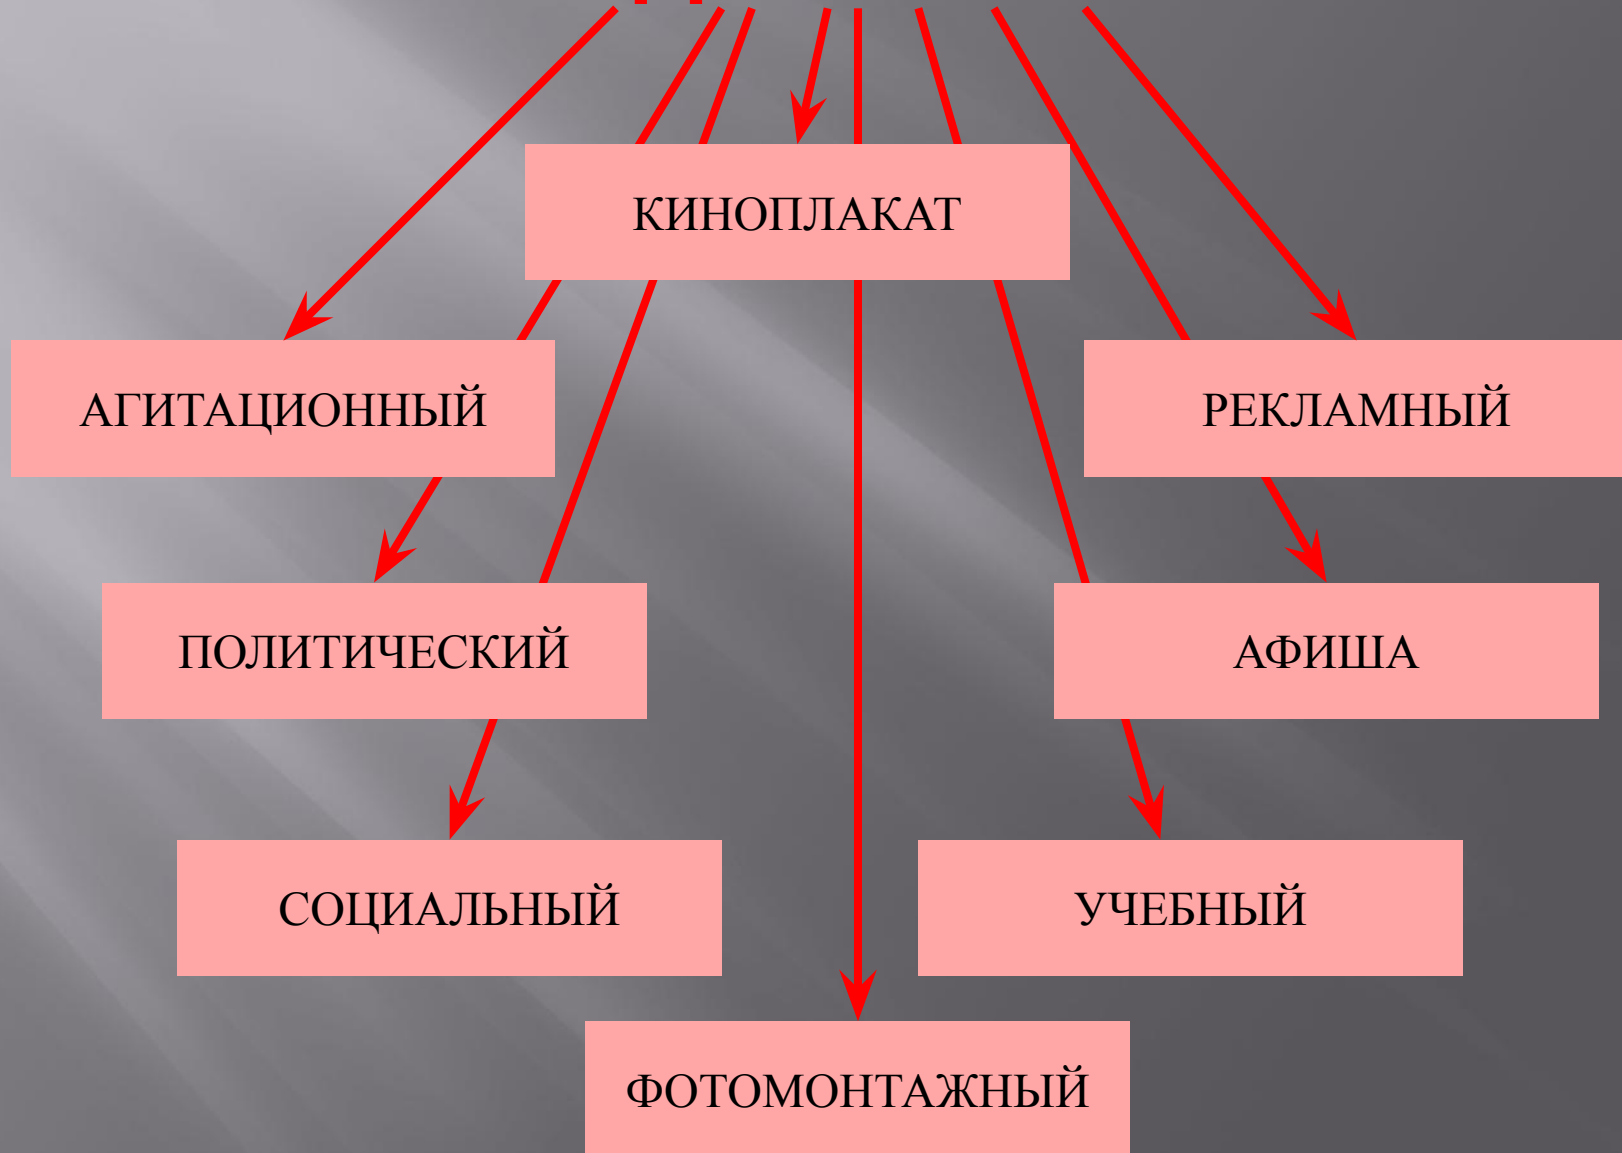 КИНОПЛАКАТ
АГИТАЦИОННЫЙ
РЕКЛАМНЫЙ
ПОЛИТИЧЕСКИЙ
АФИША
СОЦИАЛЬНЫЙ
УЧЕБНЫЙ
ФОТОМОНТАЖНЫЙ